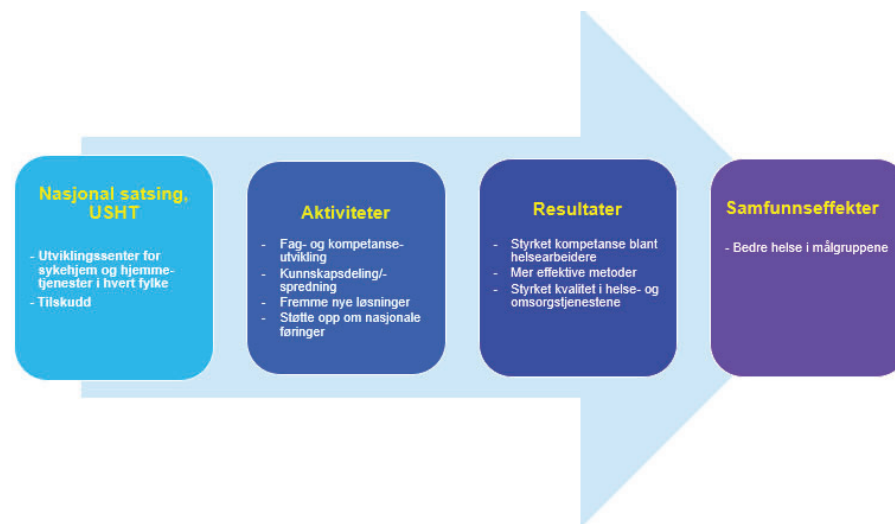 Nasjonal satsing,
USHT
- Utviklingssenter for
sykehjem og hjemme-
tjenester i hvert fylke
- Tilskudd
Aktiviteter
- Fag- og kompetanse-
utvikling
- Kunnskapsdeling/-
spredning
- Fremme nye løsninger
- Støtte opp om nasjonale
føringer
Resultater
- Styrket kompetanse blant
helsearbeidere
- Mer effektive metoder
- Styrket kvalitet i helse- og
omsorgstjenestene
Samfunnseffekter
- Bedre helse i målgruppene